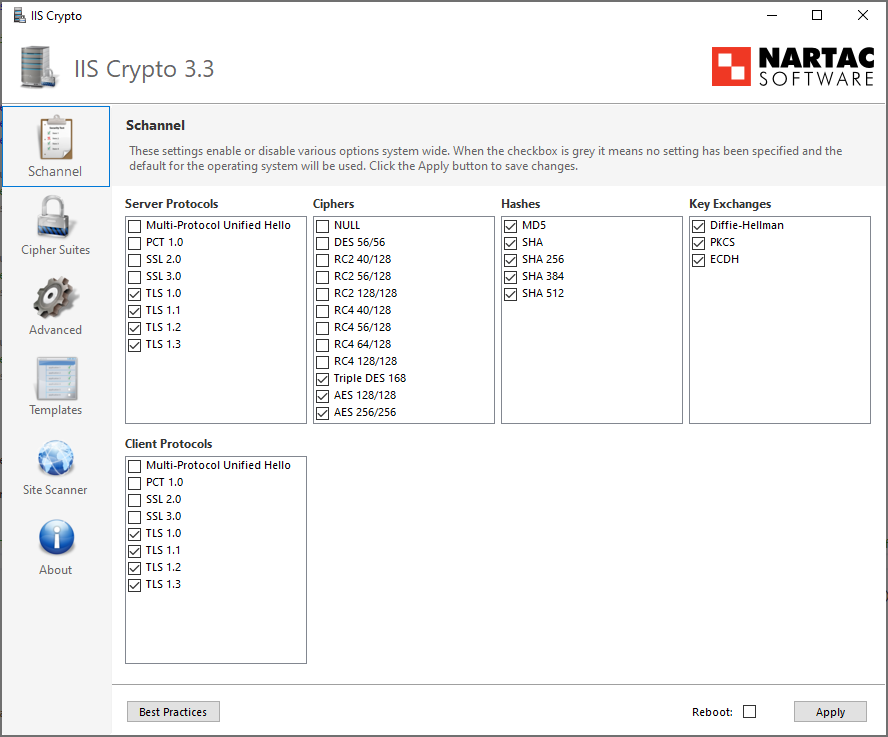 IIS Crypto
IIS Crypto 3.3
NARTAC
SOFTWARE
Schannel
Cipher Suites
Advanced
Templates
Site Scanner
About
Schannel
These settings enable or disable various options system wide. When the checkbox is grey it means no setting has been specified and the
default for the operating system will be used. Click the Apply button to save changes.
Server Protocols
Multi-Protocol Unified Hello
PCT 1.0
SSL 2.0
SSL 3.0
TLS 1.0
TLS 1.1
TLS 1.2
TLS 1.3
Ciphers
NULL
DES 56/56
RC2 40/128
RC2 56/128
RC2 128/128
RC4 40/128
RC4 56/128
RC4 64/128
RC4 128/128
Triple DES 168
AES 128/128
AES 256/256
Hashes
MD5
SHA
SHA 256
SHA 384
SHA 512
Key Exchanges
Diffie-Hellman
PKCS
ECDH
Client Protocols
Multi-Protocol Unified Hello
PCT 1.0
SSL 2.0
SSL 3.0
TLS 1.0
TLS 1.1
TLS 1.2
TLS 1.3
Best Practices
Reboot:
Apply